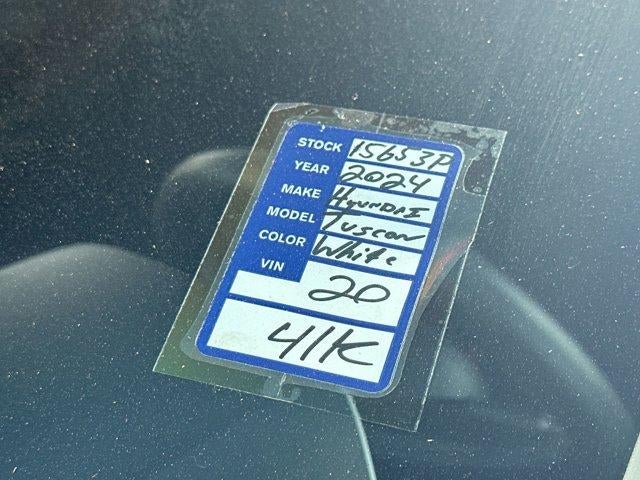 STOCK 15653P
YEAR 2024
MAKE HyunDAI
MODEL Tuscon
COLOR White
VIN 20
41K